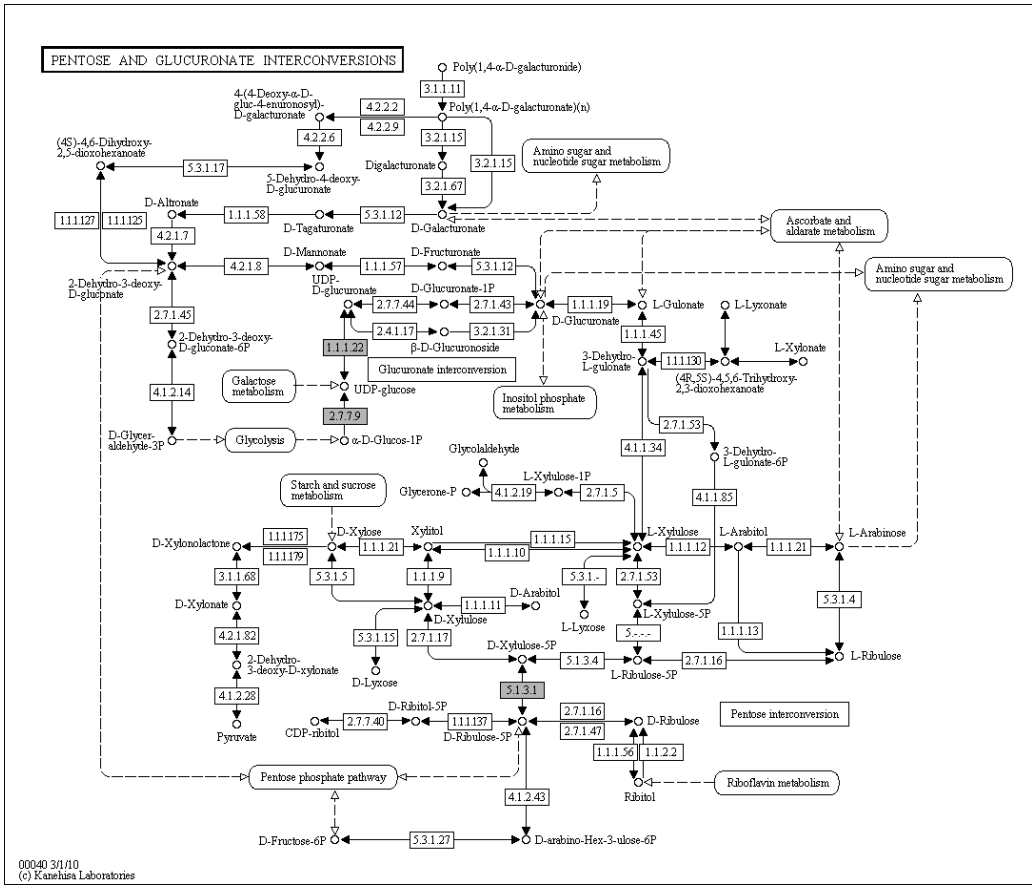 PENTOSE AND GLUCURONATE INTERCONVERSIONS
Poly(1,4-α-D-galacturonide)
3.1.1.11
4-(4-Deoxy-α-D-
gluc-4-enuronosyl)-
D-galacturonate
4.2.2.2
4.2.2.9
Poly(1,4-α-D-galacturonate)(n)
4.2.2.6
3.2.1.15
(4S)-4,6-Dihydroxy-
2,5-dioxohexanoate
5.3.1.17
5-Dehydro-4-deoxy-
D-glucuronate
Digalacturonate
3.2.1.15
3.2.1.67
Amino sugar and
nucleotide sugar metabolism
1.1.1.127
1.1.1.125
D-Altronate
1.1.1.58
D-Tagaturonate
5.3.1.12
D-Galacturonate
4.2.1.7
Ascorbate and
aldarate metabolism
2-Dehydro-3-deoxy-
D-gluconate
4.2.1.8
D-Mannonate
1.1.1.57
D-Fructuronate
5.3.1.12
Amino sugar and
nucleotide sugar metabolism
UDP-
D-glucuronate
2.7.7.44
D-Glucuronate-1P
2.7.1.43
D-Glucuronate
1.1.1.19
L-Gulonate
L-Lyxonate
2.7.1.45
2.4.1.17
β-D-Glucuronoside
3.2.1.31
1.1.1.45
2-Dehydro-3-deoxy-
D-gluconate-6P
1.1.1.22
Glucuronate interconversion
3-Dehydro-
L-gulonate
1.1.1.130
L-Xylonate
(4R,5S)-4,5,6-Trihydroxy-
2,3-dioxohexanoate
4.1.2.14
Galactose
metabolism
UDP-glucose
Inositol phosphate
metabolism
2.7.7.9
2.7.1.53
D-Glycer-
aldehyde-3P
Glycolysis
α-D-Glucos-1P
4.1.1.34
3-Dehydro-
L-gulonate-6P
Glycolaldehyde
Glycerone-P
4.1.2.19
L-Xylulose-1P
2.7.1.5
4.1.1.85
Starch and sucrose
metabolism
D-Xylonolactone
1.1.1.175
1.1.1.179
D-Xylose
1.1.1.21
Xylitol
1.1.1.15
1.1.1.10
L-Xylulose
1.1.1.12
L-Arabitol
1.1.1.21
L-Arabinose
3.1.1.68
5.3.1.5
1.1.1.9
5.3.1.-
2.7.1.53
5.3.1.4
D-Xylonate
D-Xylulose
1.1.1.11
D-Arabitol
L-Lyxose
L-Xylulose-5P
4.2.1.82
5.3.1.15
2.7.1.17
5.-.-.-
1.1.1.13
2-Dehydro-
3-deoxy-D-xylonate
D-Lyxose
D-Xylulose-5P
5.1.3.4
L-Ribulose-5P
2.7.1.16
L-Ribulose
4.1.2.28
5.1.3.1
Pyruvate
CDP-ribitol
2.7.7.40
D-Ribitol-5P
1.1.1.137
D-Ribulose-5P
2.7.1.16
2.7.1.47
D-Ribulose
Pentose interconversion
1.1.1.56
1.1.2.2
Pentose phosphate pathway
Ribitol
Riboflavin metabolism
4.1.2.43
D-Fructose-6P
5.3.1.27
D-arabino-Hex-3-ulose-6P
00040 3/1/10
(c) Kanehisa Laboratories